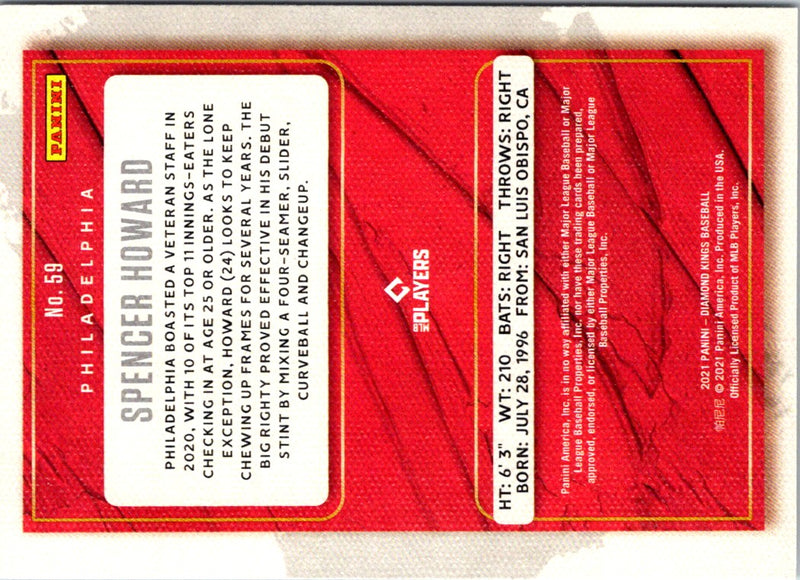 PANINI
No. 59
PHILADELPHIA
SPENCER HOWARD
PHILADELPHIA BOASTED A VETERAN STAFF IN
2020, WITH 10 OF ITS TOP 11 INNINGS-EATERS
CHECKING IN AT AGE 25 OR OLDER. AS THE LONE
EXCEPTION, HOWARD (24) LOOKS TO KEEP
CHEWING UP FRAMES FOR SEVERAL YEARS. THE
BIG RIGHTY PROVED EFFECTIVE IN HIS DEBUT
STINT BY MIXING A FOUR-SEAMER, SLIDER,
CURVEBALL AND CHANGEUP.
MLB PLAYERS
HT: 6' 3" WT: 210 BATS: RIGHT THROWS: RIGHT
BORN: JULY 28, 1996 FROM: SAN LUIS OBISPO, CA
Panini America, Inc. is in no way affiliated with either Major League Baseball or Major
League Baseball Properties, Inc. nor have these trading cards been prepared,
approved, endorsed, or licensed by either Major League Baseball or Major League
Baseball Properties, Inc.
2021 PANINI – DIAMOND KINGS BASEBALL
帕尼尼 © 2021 Panini America, Inc. Produced in the USA.
Officially Licensed Product of MLB Players, Inc.